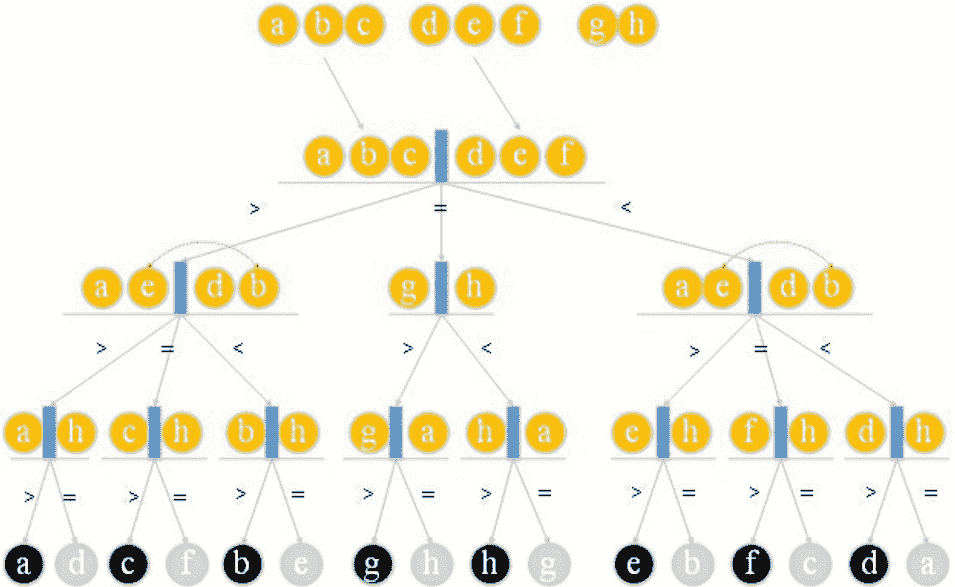 a b c d e f g h
a b c d e f
> = <
a e d b g h a e d b
> = < > < > = <
a h c h b h g a h a e h f h d h
> = > = > = > = > = > = > = > =
a d c f b e g h h g e b f c d a